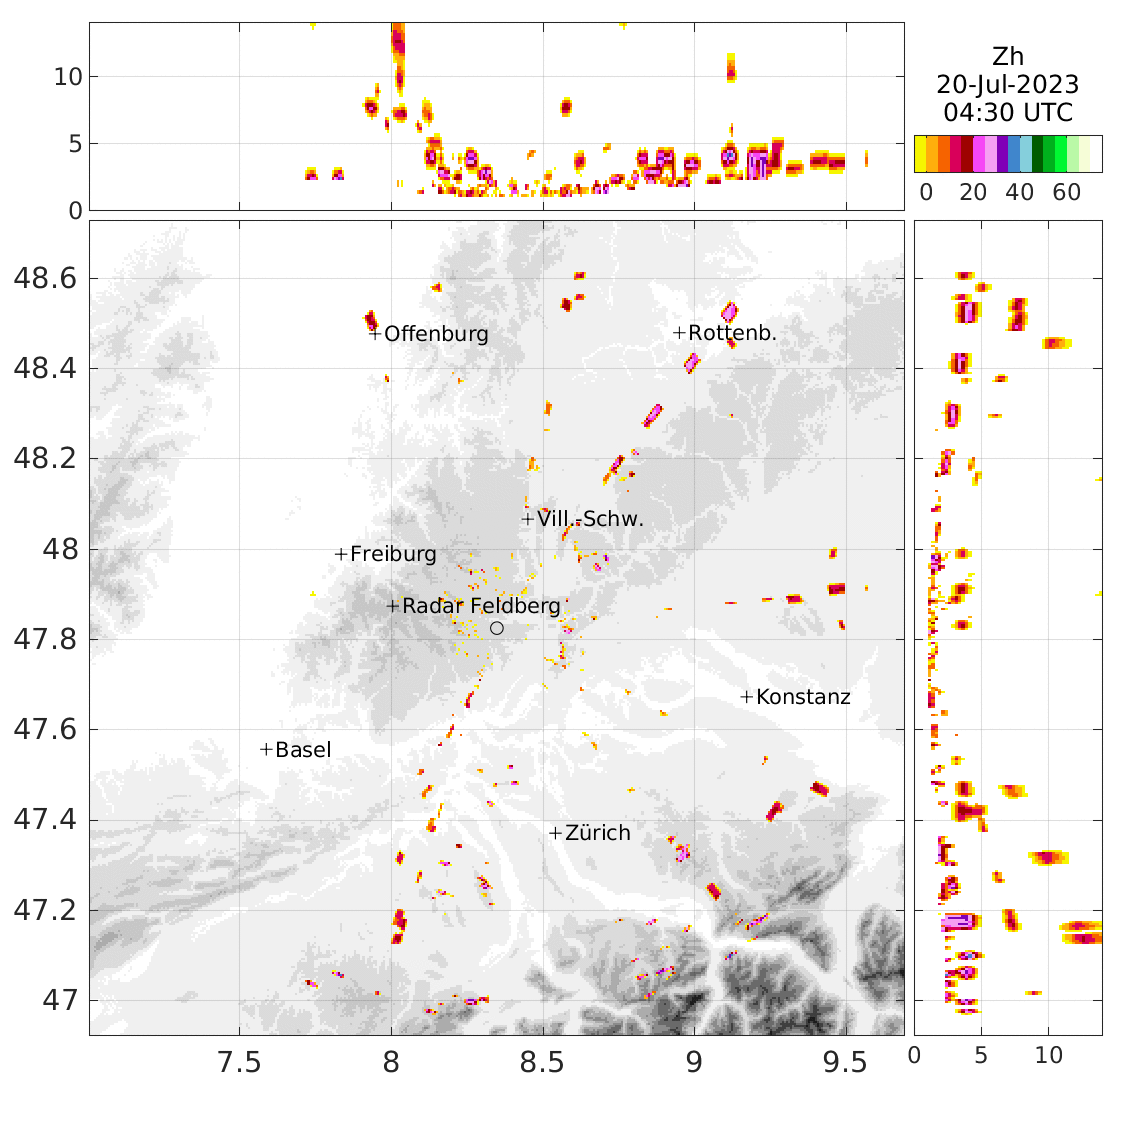 Zh
20-Jul-2023
04:30 UTC
10
5
0
0 20 40 60
48.6
48.4
48.2
48
47.8
47.6
47.4
47.2
47
+Offenburg
+Rottenb.
+Vill.-Schw.
+Freiburg
+Radar Feldberg
+Konstanz
+Basel
+Zürich
7.5 8 8.5 9 9.5
0 5 10